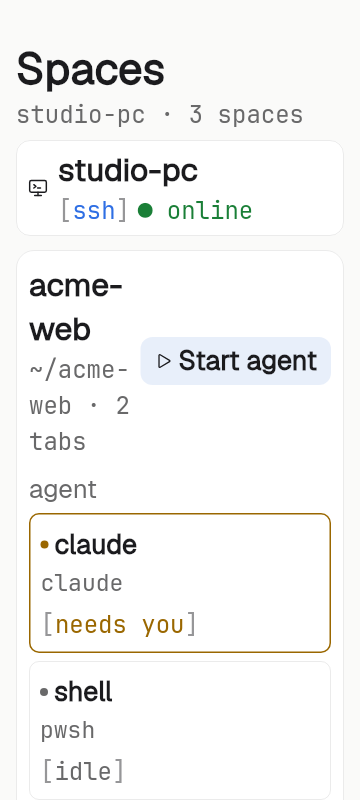 Spaces
studio-pc · 3 spaces
studio-pc
[ssh] ● online
acme-
web
~/acme-
web · 2
tabs
Start agent
agent
claude
claude
[needs you]
shell
pwsh
[idle]